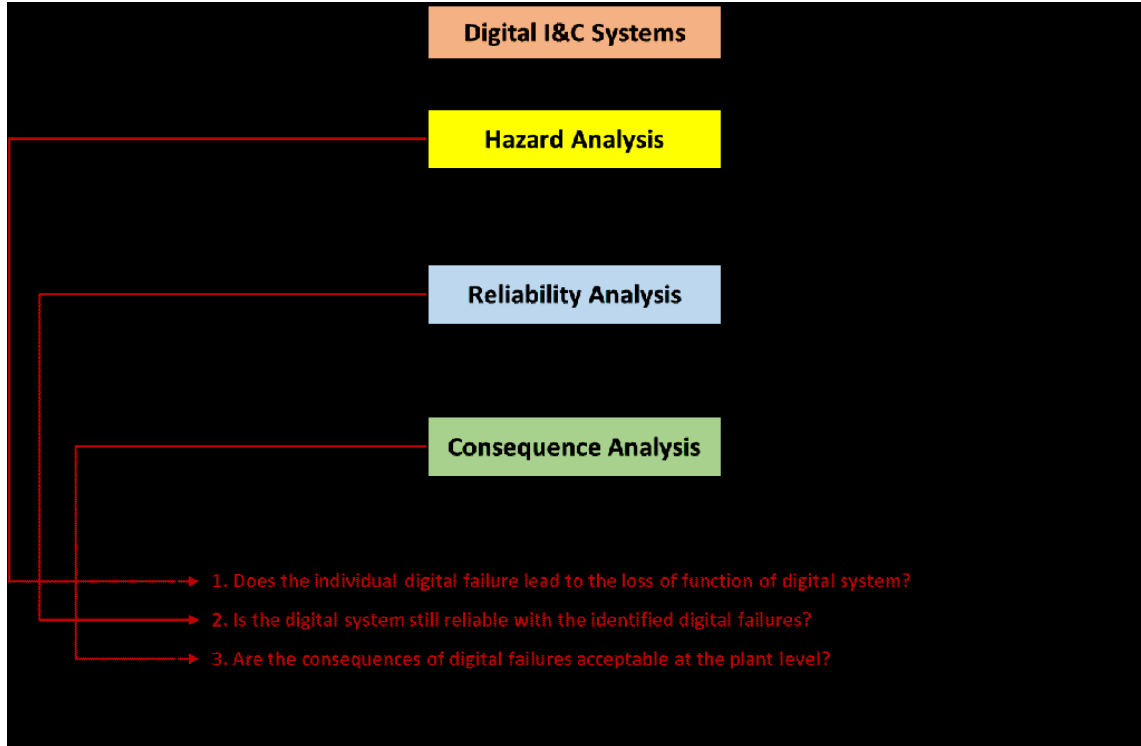 Digital I&C Systems
Hazard Analysis
Reliability Analysis
Consequence Analysis
1. Does the individual digital failure lead to the loss of function of digital system?
2. Is the digital system still reliable with the identified digital failures?
3. Are the consequences of digital failures acceptable at the plant level?